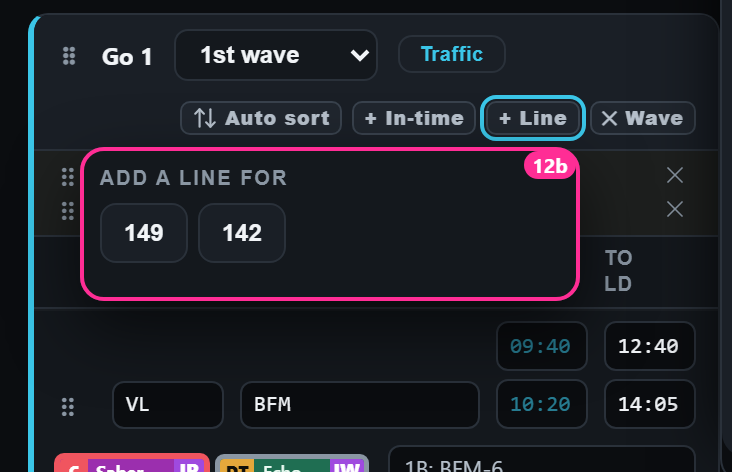 Go 1 1st wave Traffic
Auto sort + In-time + Line × Wave
12b
ADD A LINE FOR
149 142
TO
LD
09:40 12:40
VL BFM 10:20 14:05
Saber IR DT Echo IW 1B: BFM-6